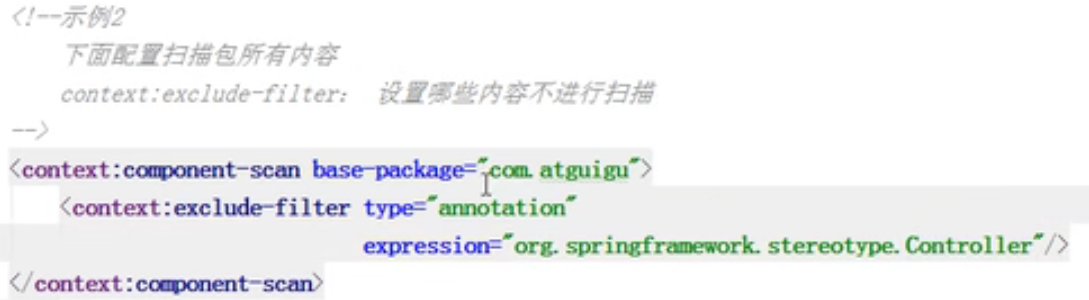 <!--示例2
下面配置扫描包所有内容
context:exclude-filter: 设置哪些内容不进行扫描
-->
<context:component-scan base-package="com.atguigu">
<context:exclude-filter type="annotation"
expression="org.springframework.stereotype.Controller"/>
</context:component-scan>